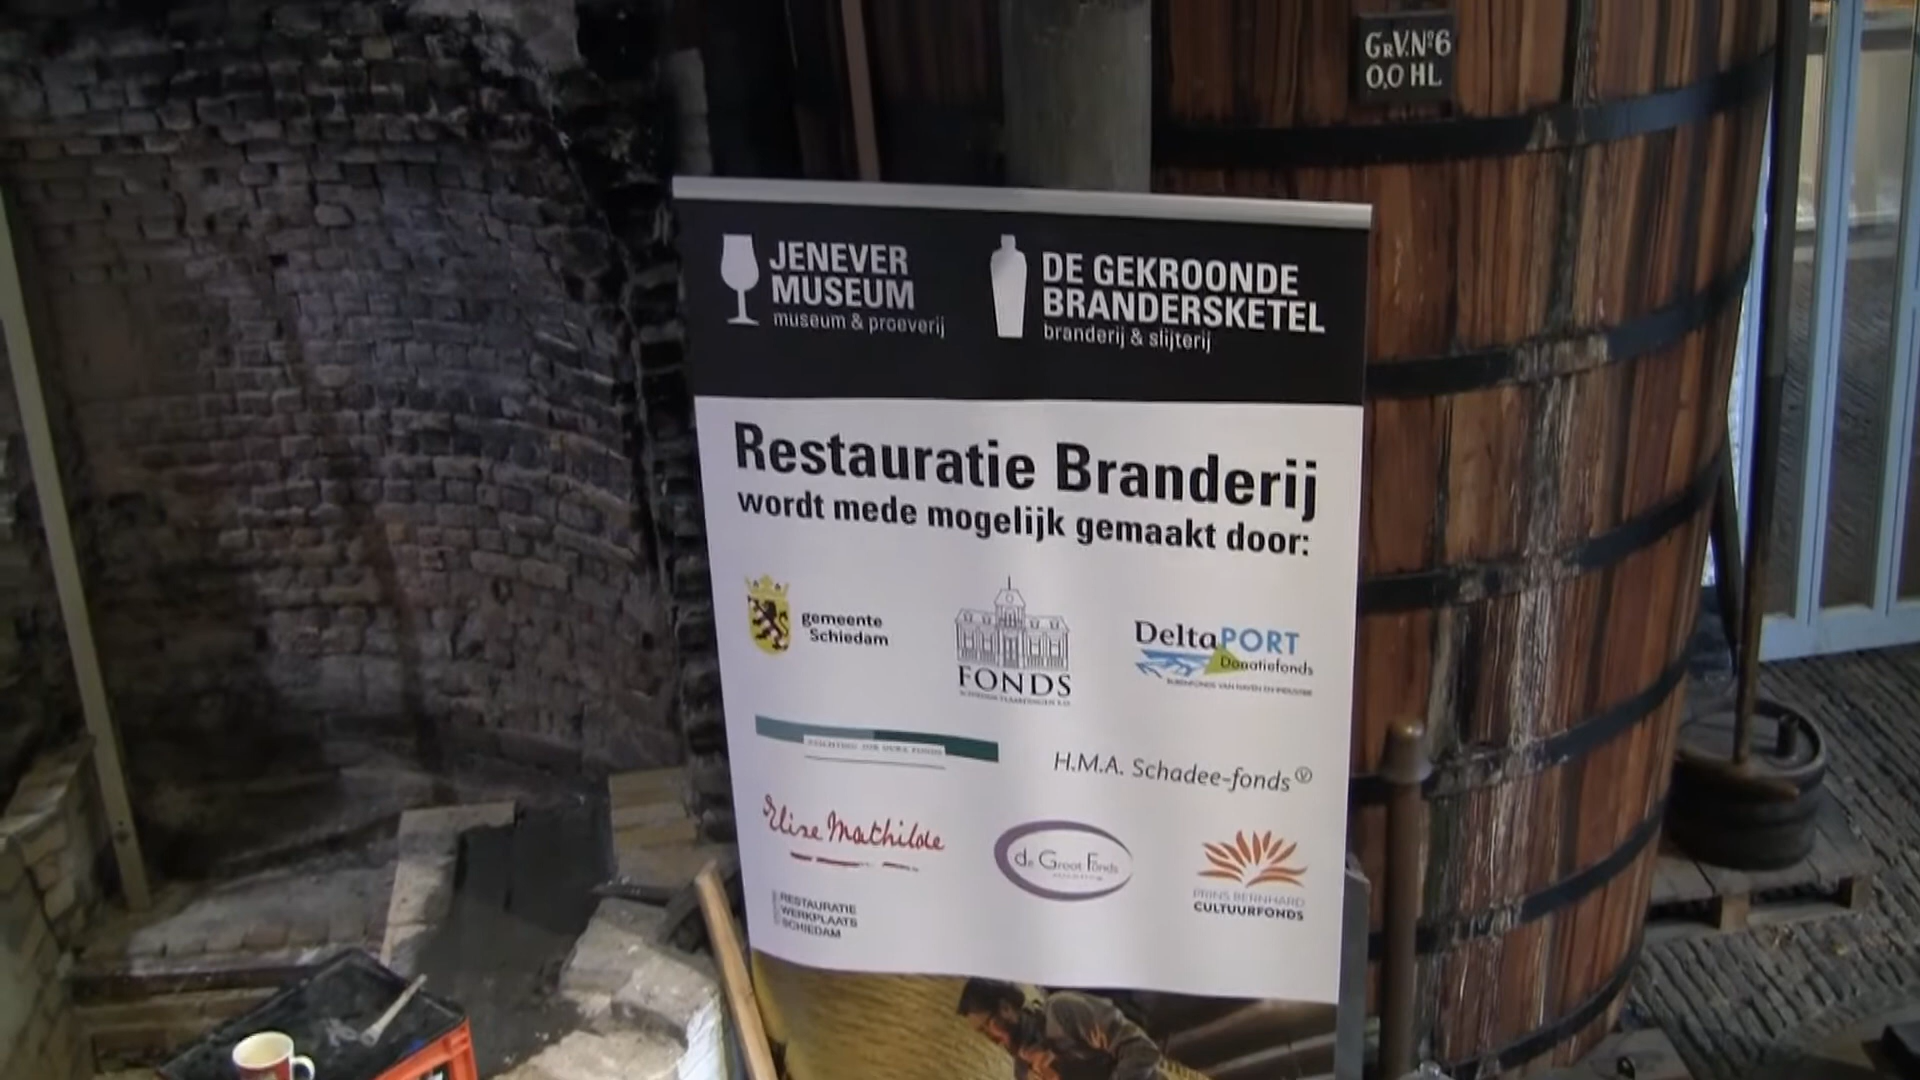 GRV.Nº6
0,0 HL
JENEVER
MUSEUM
museum & proeverij
DE GEKROONDE
BRANDERSKETEL
branderij & slijterij
Restauratie Branderij
wordt mede mogelijk gemaakt door:
gemeente
Schiedam
FONDS
DeltaPORT
Donatiefonds
H.M.A. Schadee-fonds
Elise Mathilde
de Groot Fonds
PRINS BERNHARD
CULTUURFONDS
RESTAURATIE
WERKPLAATS
SCHIEDAM